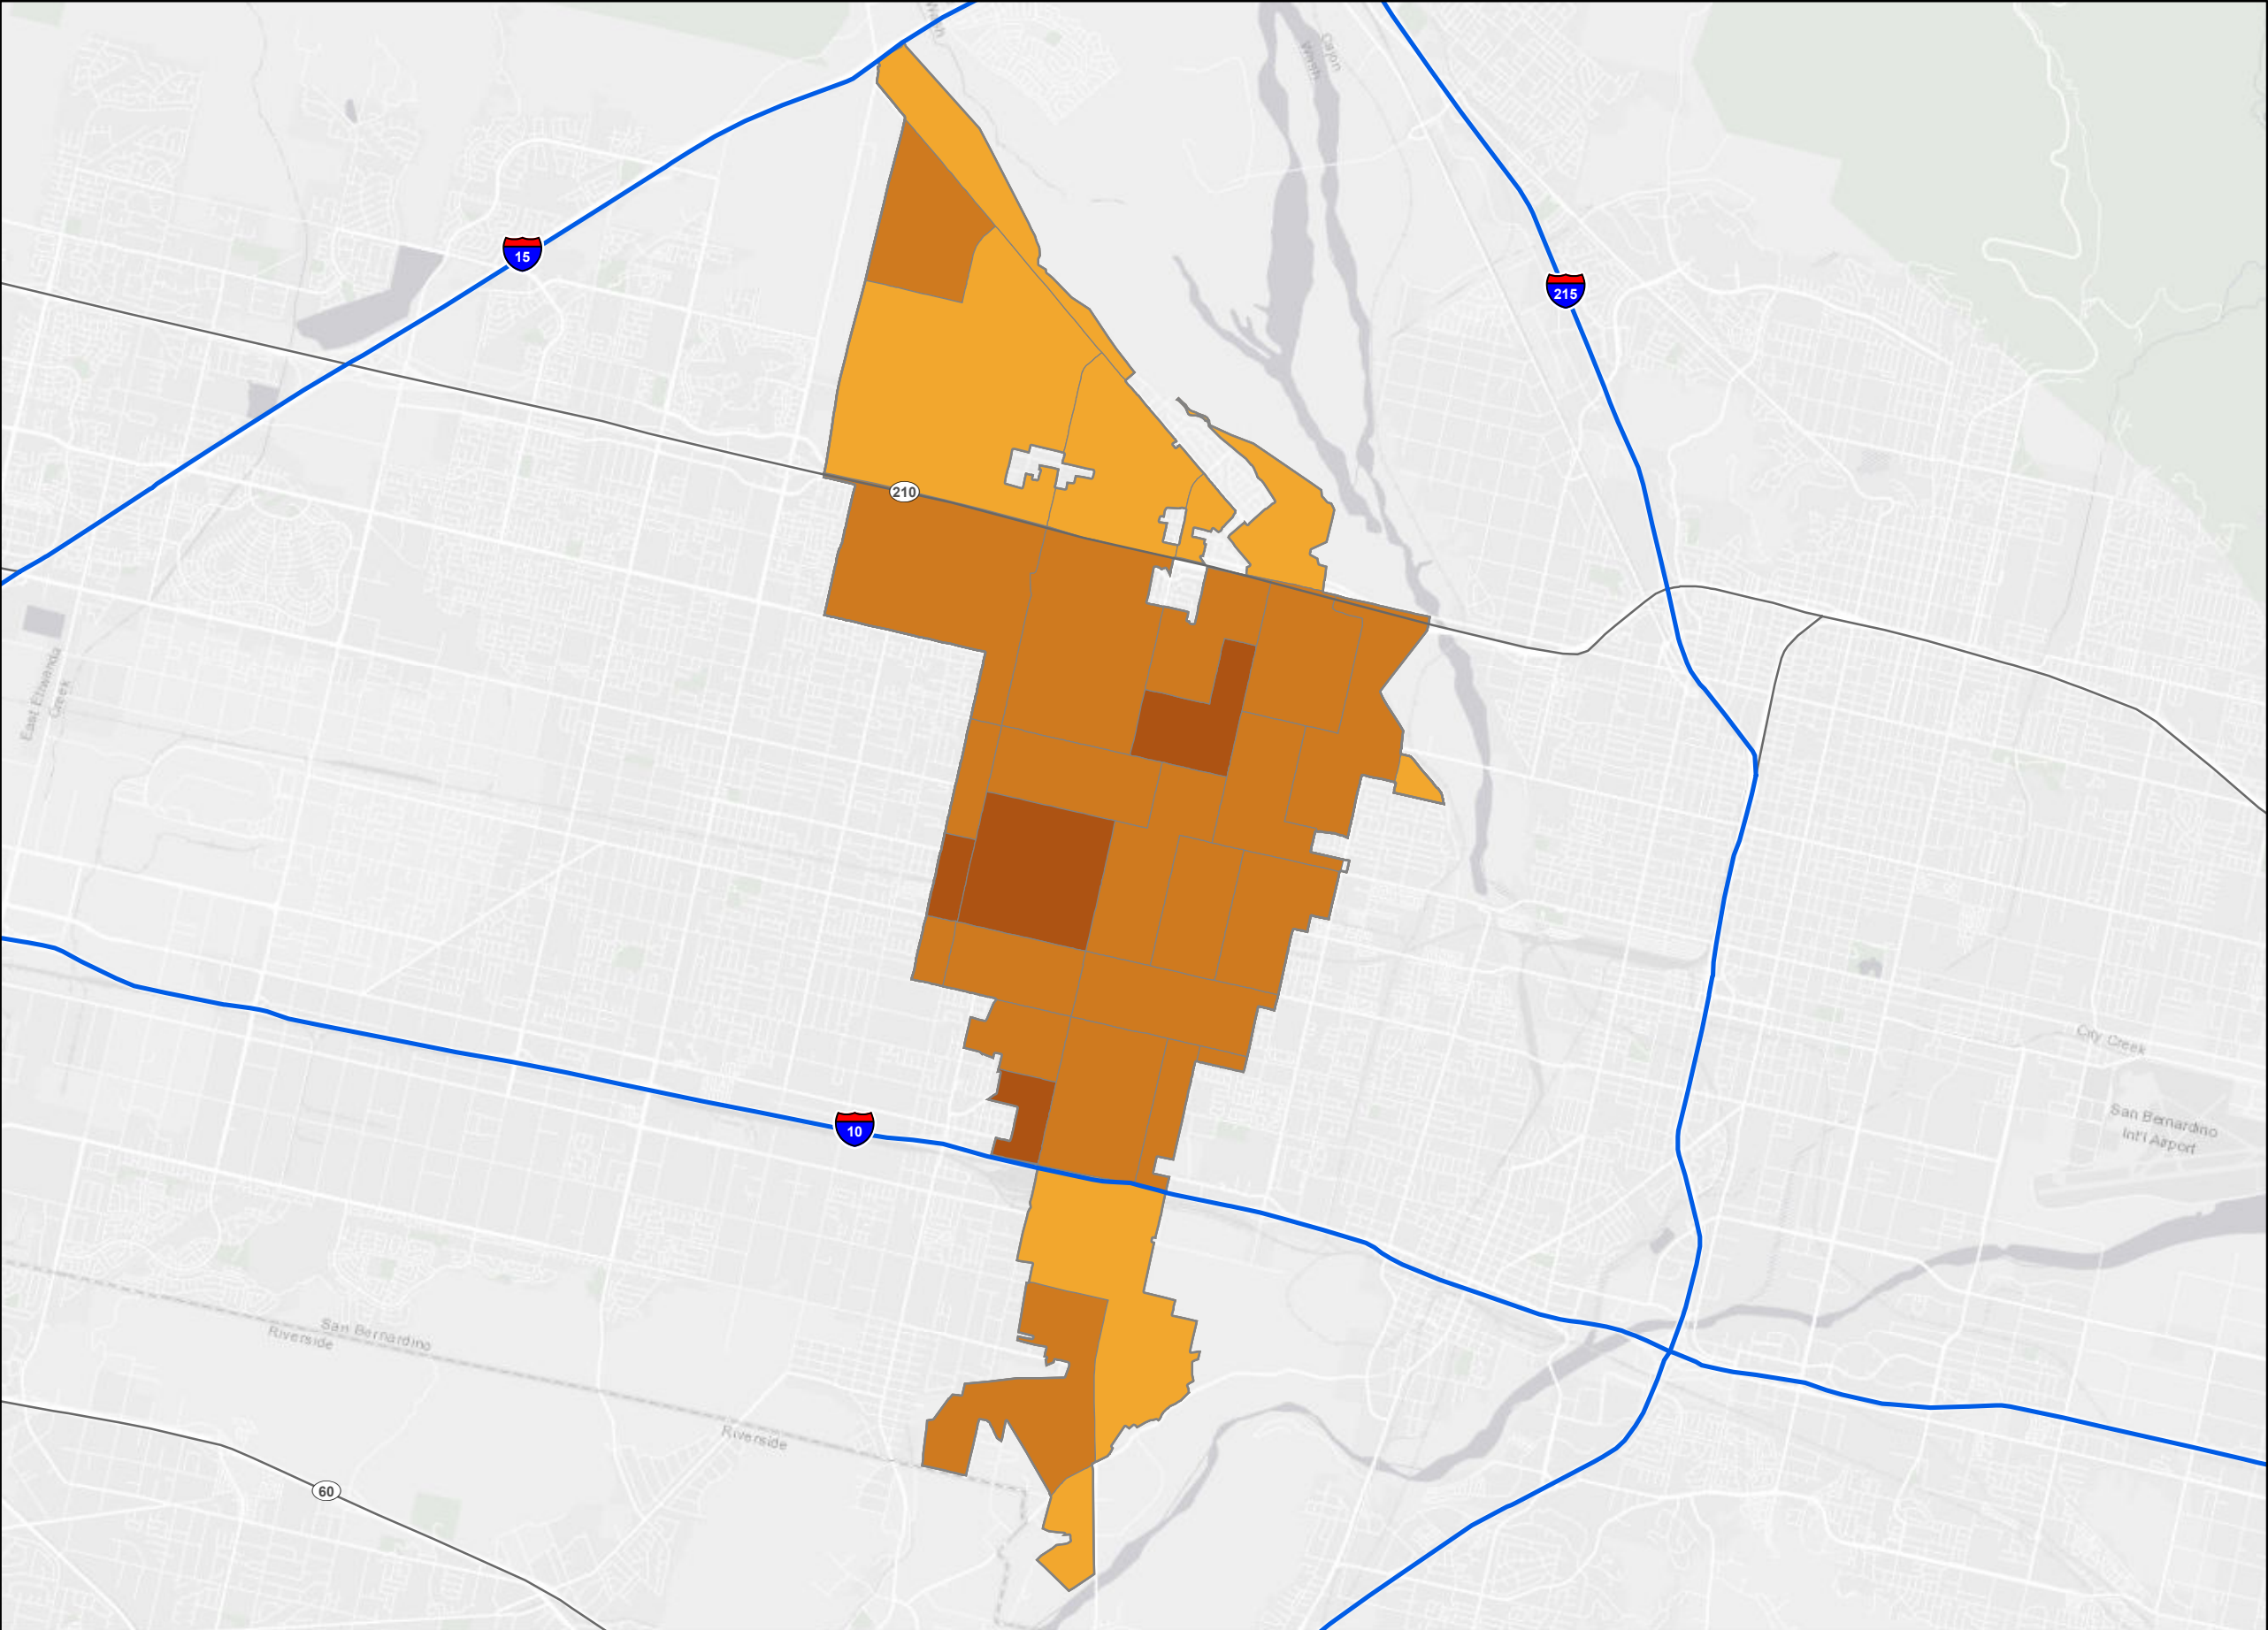 Wash
Cajon
Wash
15
215
210
East Etiwanda
Creek
City Creek
San Bernardino
Int'l Airport
10
San Bernardino
Riverside
Riverside
60